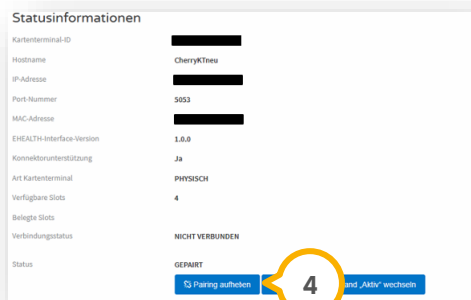 Statusinformationen
Kartenterminal-ID
Hostname CherryKTneu
IP-Adresse
Port-Nummer 5053
MAC-Adresse
EHEALTH-Interface-Version 1.0.0
Konnektorunterstützung Ja
Art Kartenterminal PHYSISCH
Verfügbare Slots 4
Belegte Slots
Verbindungsstatus NICHT VERBUNDEN
Status GEPAIRT
Pairing aufheben 4 and „Aktiv“ wechseln